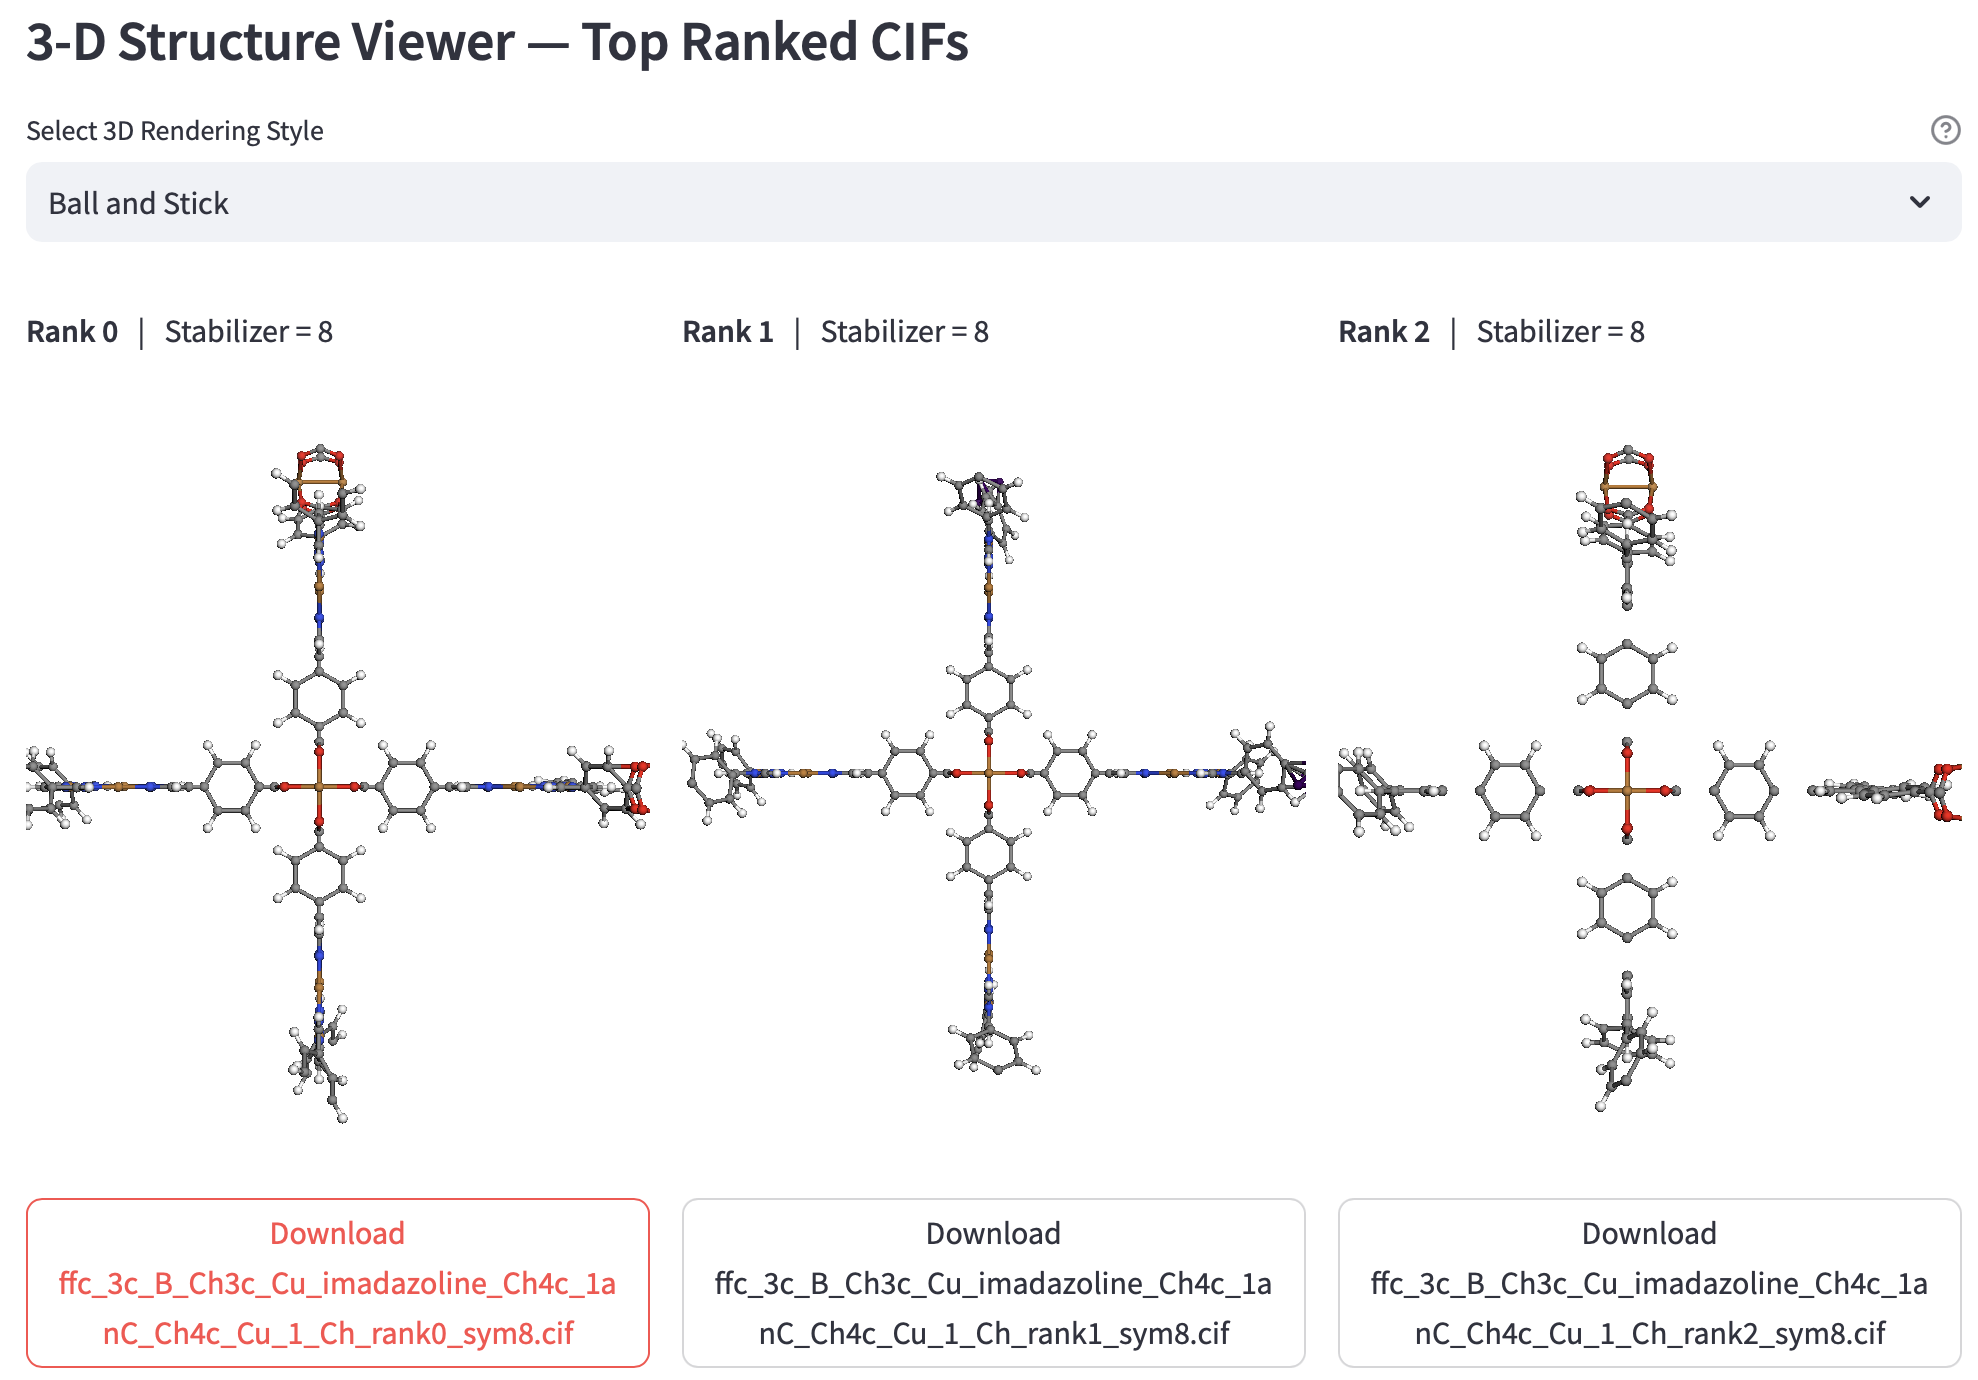 3-D Structure Viewer — Top Ranked CIFs
Select 3D Rendering Style
Ball and Stick
Rank 0 | Stabilizer = 8
Rank 1 | Stabilizer = 8
Rank 2 | Stabilizer = 8
Download
ffc_3c_B_Ch3c_Cu_imadazoline_Ch4c_1a
nC_Ch4c_Cu_1_Ch_rank0_sym8.cif
Download
ffc_3c_B_Ch3c_Cu_imadazoline_Ch4c_1a
nC_Ch4c_Cu_1_Ch_rank1_sym8.cif
Download
ffc_3c_B_Ch3c_Cu_imadazoline_Ch4c_1a
nC_Ch4c_Cu_1_Ch_rank2_sym8.cif